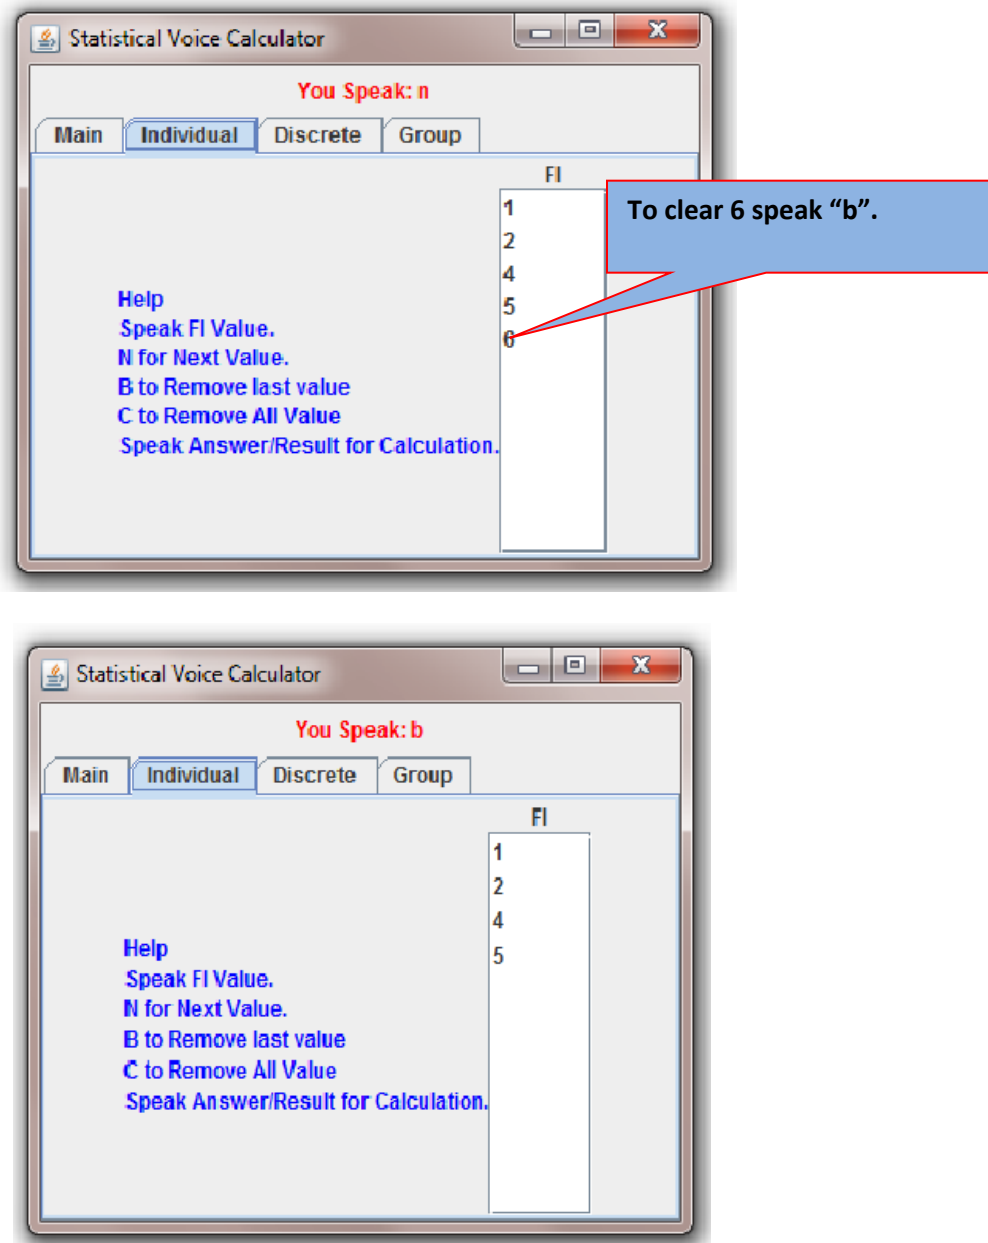 Statistical Voice Calculator
You Speak: n
Main Individual Discrete Group
FI
1
2
4
5
6
To clear 6 speak “b”.
Help
Speak FI Value.
N for Next Value.
B to Remove last value
C to Remove All Value
Speak Answer/Result for Calculation.
Statistical Voice Calculator
You Speak: b
Main Individual Discrete Group
FI
1
2
4
5
Help
Speak FI Value.
N for Next Value.
B to Remove last value
C to Remove All Value
Speak Answer/Result for Calculation.